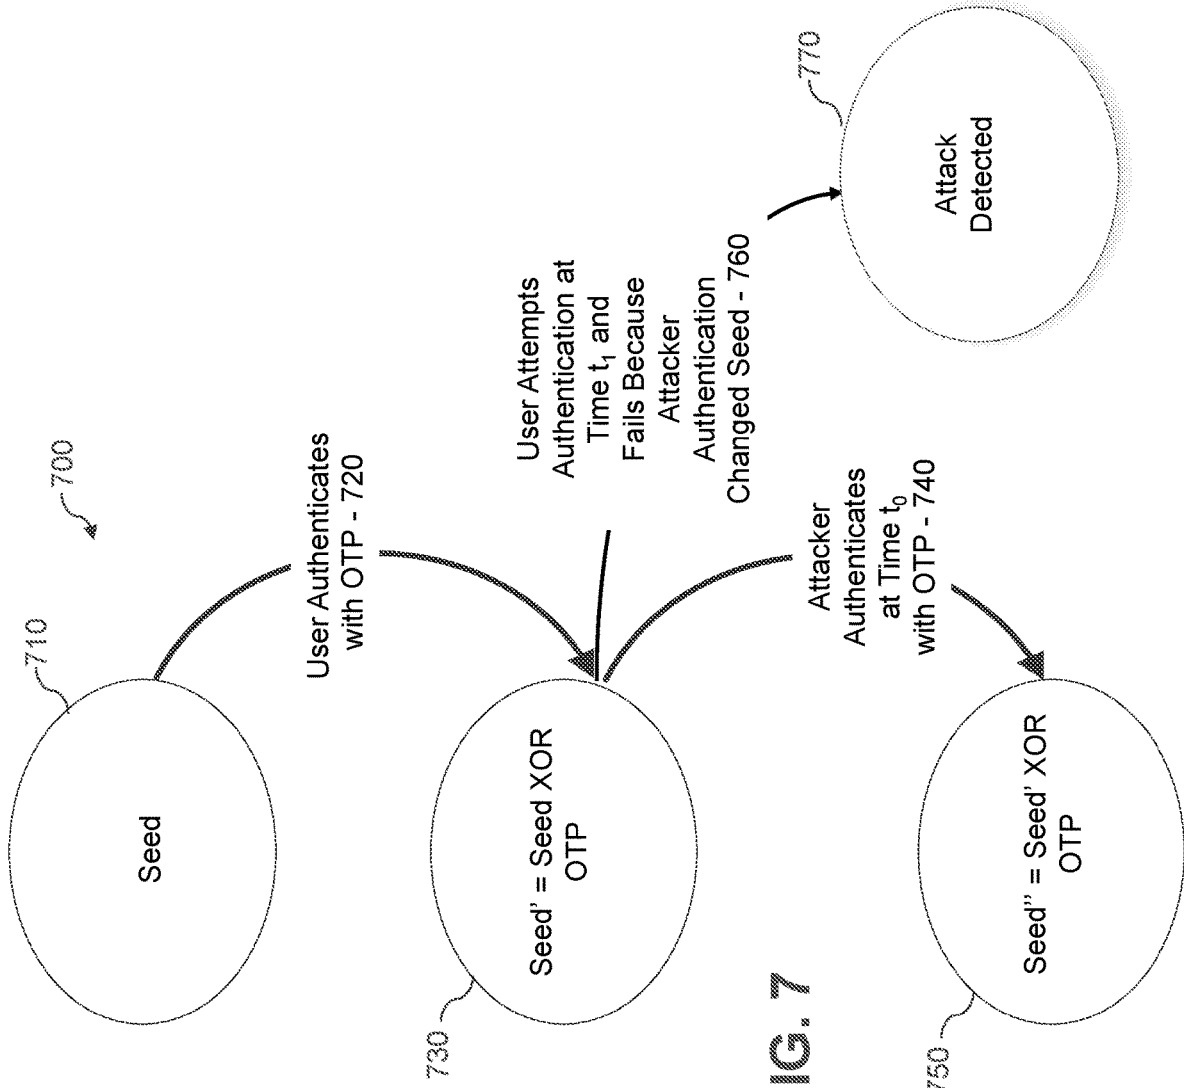 700
710
Seed
User Authenticates
with OTP - 720
730
Seed' = Seed XOR
OTP
User Attempts
Authentication at
Time t₁ and
Fails Because
Attacker
Authentication
Changed Seed - 760
770
Attack
Detected
Attacker
Authenticates
at Time t₀
with OTP - 740
750
Seed'' = Seed' XOR
OTP
IG. 7